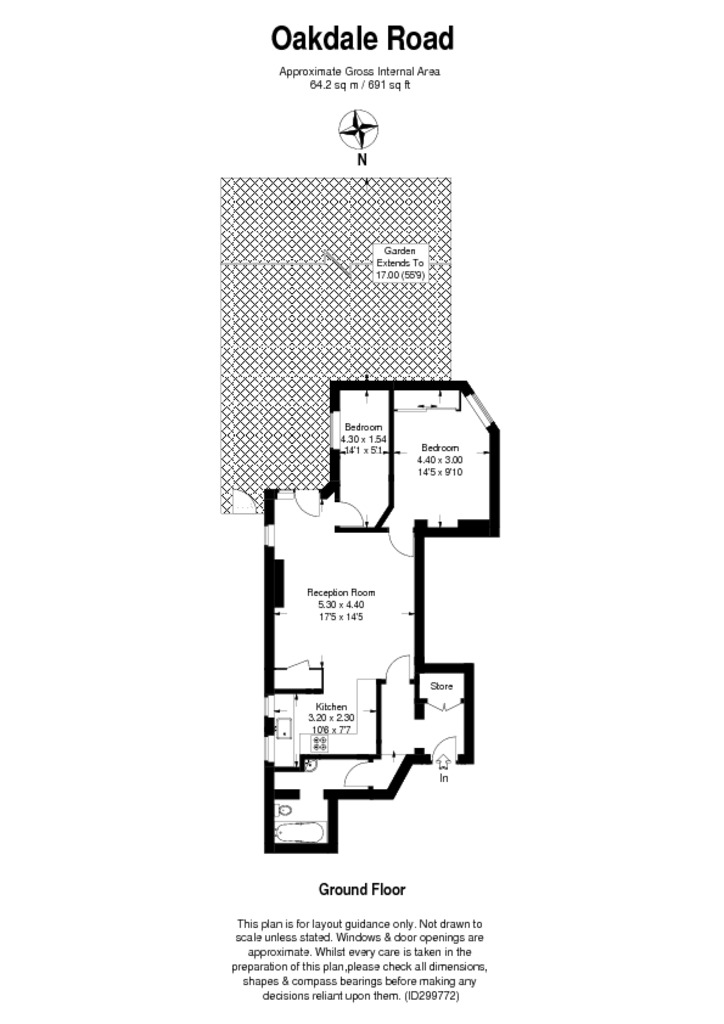 Oakdale Road
Approximate Gross Internal Area
64.2 sq m / 691 sq ft
N
Garden
Extends To
17.00 (55'9)
Bedroom
4.30 x 1.54
14'1 x 5'1
Bedroom
4.40 x 3.00
14'5 x 9'10
Reception Room
5.30 x 4.40
17'5 x 14'5
Store
Kitchen
3.20 x 2.30
10'6 x 7'7
In
Ground Floor
This plan is for layout guidance only. Not drawn to
scale unless stated. Windows & door openings are
approximate. Whilst every care is taken in the
preparation of this plan,please check all dimensions,
shapes & compass bearings before making any
decisions reliant upon them. (ID299772)